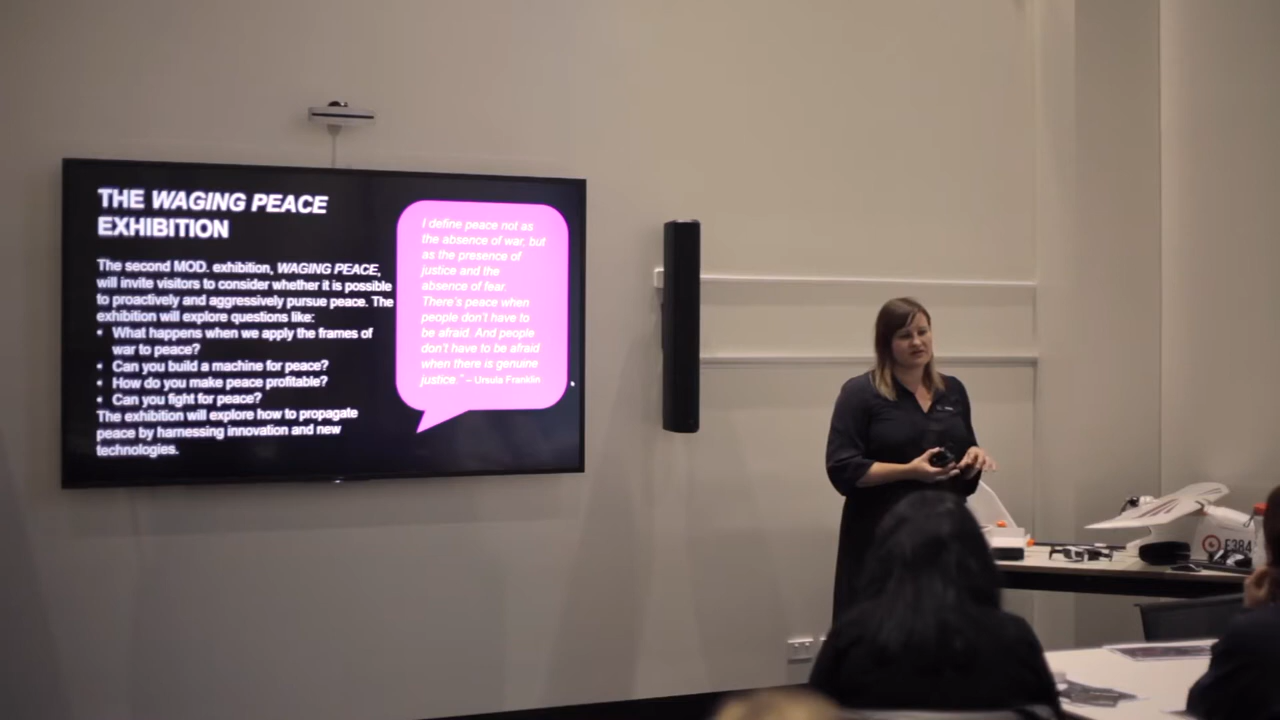 THE WAGING PEACE
EXHIBITION
The second MOD. exhibition, WAGING PEACE,
will invite visitors to consider whether it is possible
to proactively and aggressively pursue peace. The
exhibition will explore questions like:
• What happens when we apply the frames of
war to peace?
• Can you build a machine for peace?
• How do you make peace profitable?
• Can you fight for peace?
The exhibition will explore how to propagate
peace by harnessing innovation and new
technologies.
I define peace not as
the absence of war, but
as the presence of
justice and the
absence of fear.
There's peace when
people don't have to
be afraid. And people
don't have to be afraid
when there is genuine
justice." – Ursula Franklin
E384